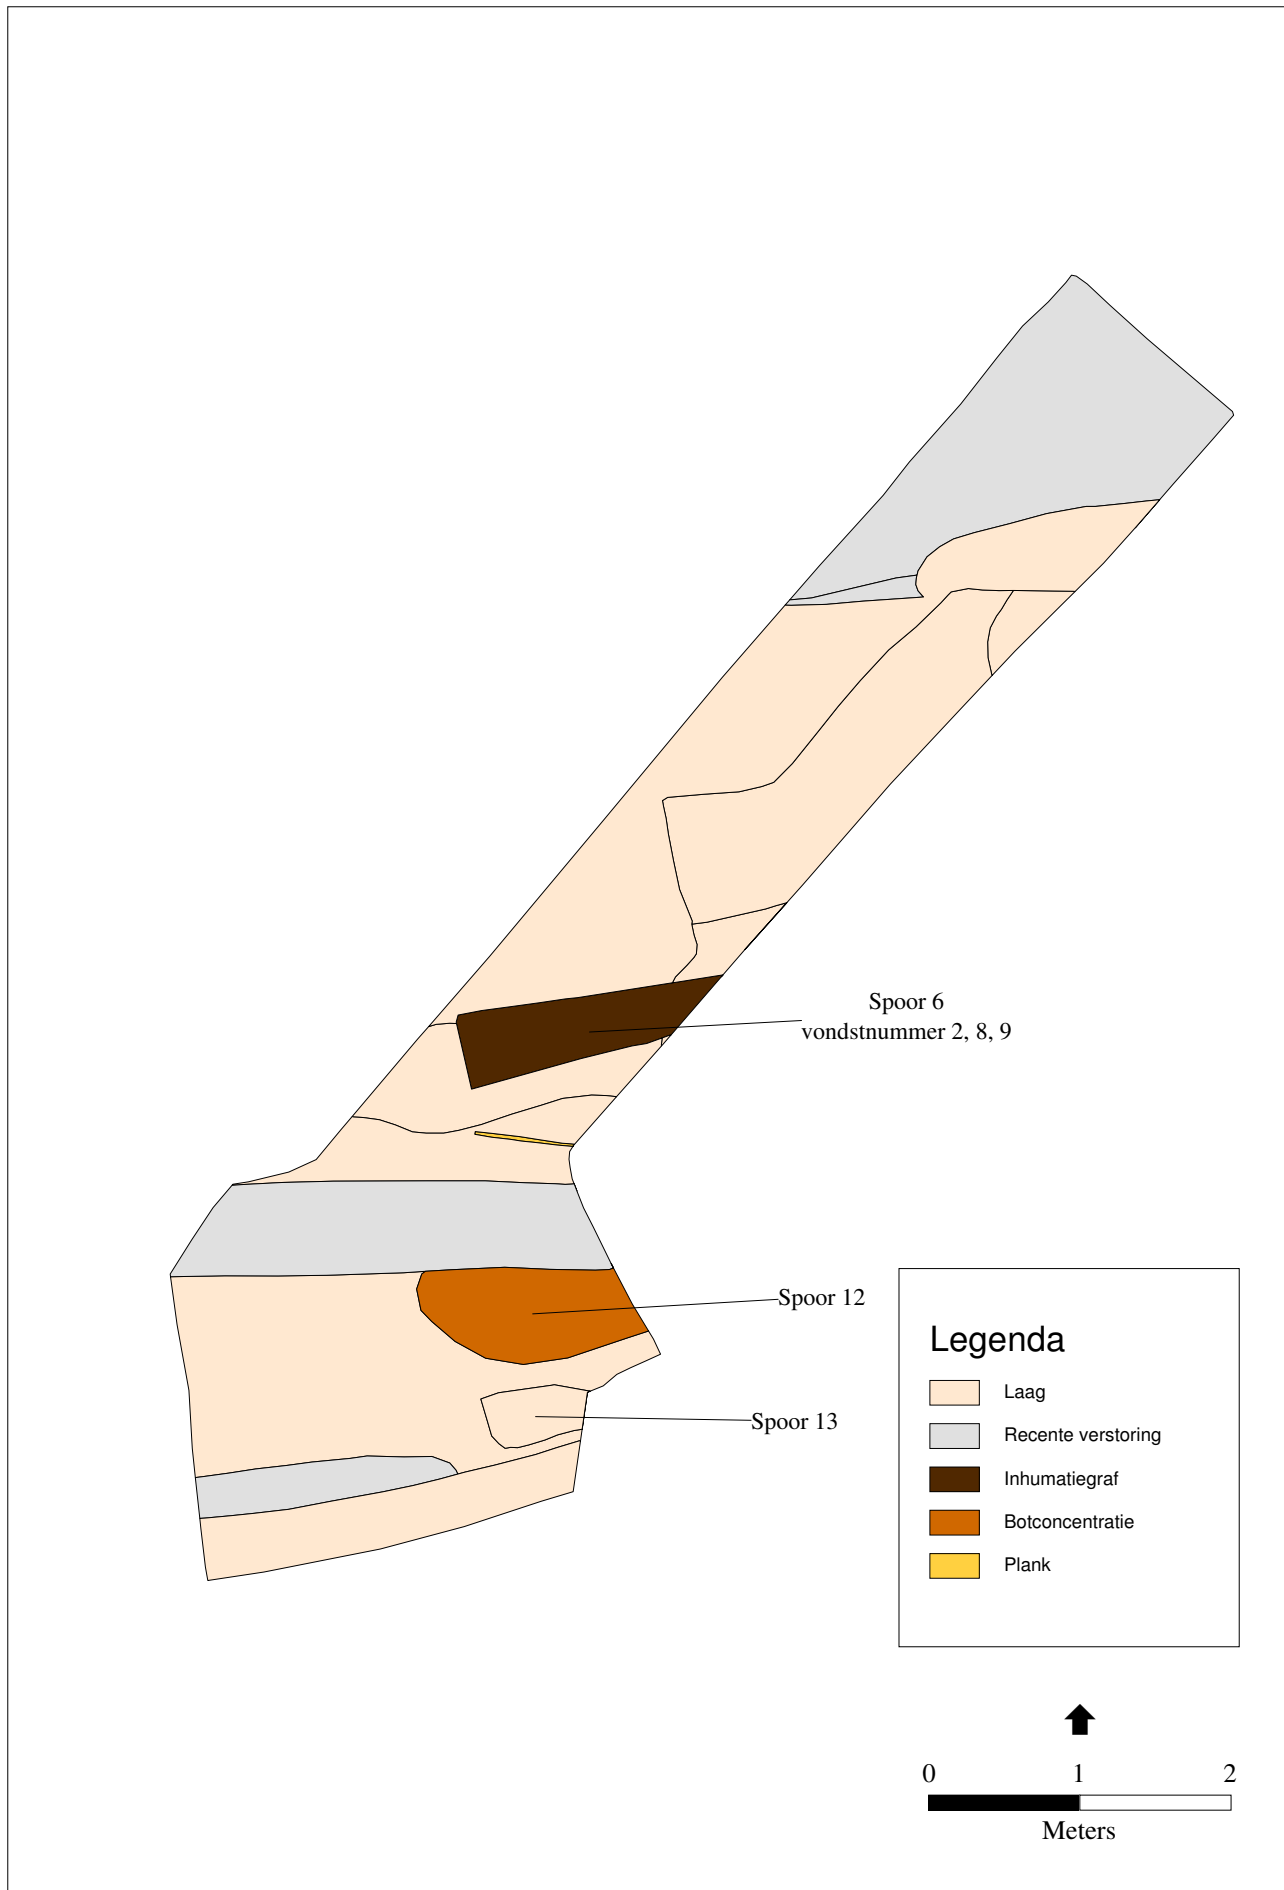 Spoor 6
vondstnummer 2, 8, 9
Spoor 12
Spoor 13
Legenda
Laag
Recente verstoring
Inhumatiegraf
Botconcentratie
Plank
0 1 2
Meters